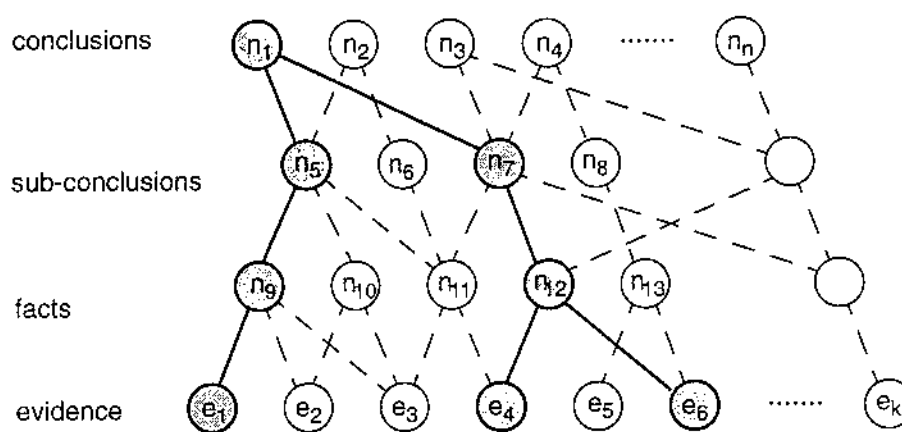 conclusions n1 n2 n3 n4 ....... nn
sub-conclusions n5 n6 n7 n8
facts n9 n10 n11 n12 n13
evidence e1 e2 e3 e4 e5 e6 ....... ek